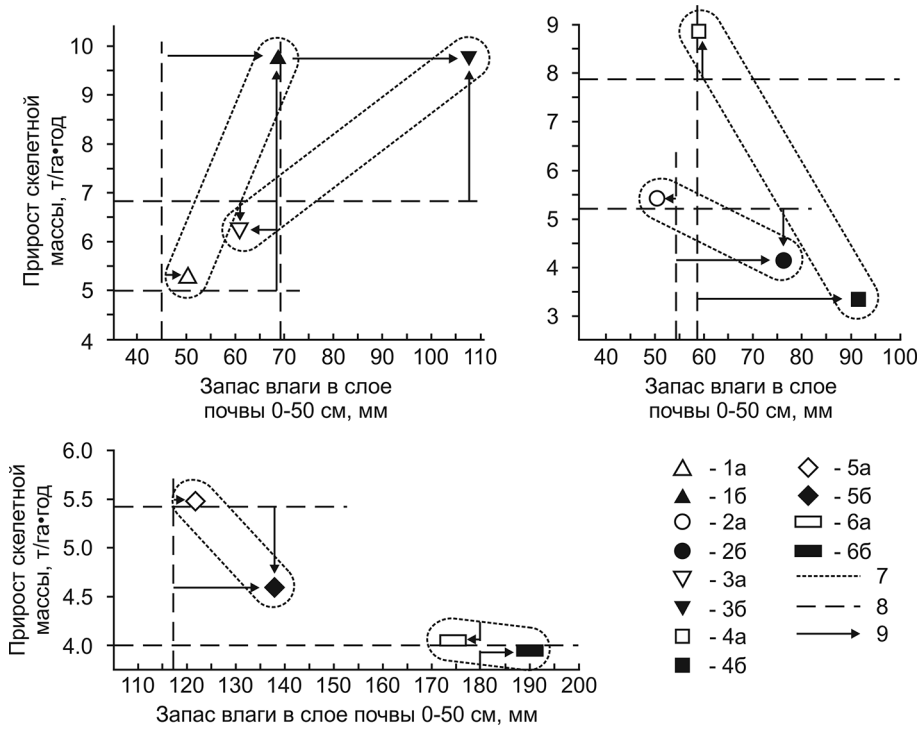 10
9
8
7
6
5
4
Прирост скелетной
массы, т/га•год
50 60 70 80 90 100 110
Запас влаги в слое
почвы 0-50 см, мм
9
8
7
6
5
4
3
40 50 60 70 80 90 100
Запас влаги в слое
почвы 0-50 см, мм
6.0
5.5
5.0
4.5
4.0
Прирост скелетной
массы, т/га•год
110 120 130 140 150 160 170 180 190 200
Запас влаги в слое почвы 0-50 см, мм
- 1а
- 1б
- 2а
- 2б
- 3а
- 3б
- 4а
- 4б
- 5а
- 5б
- 6а
- 6б
7
8
9